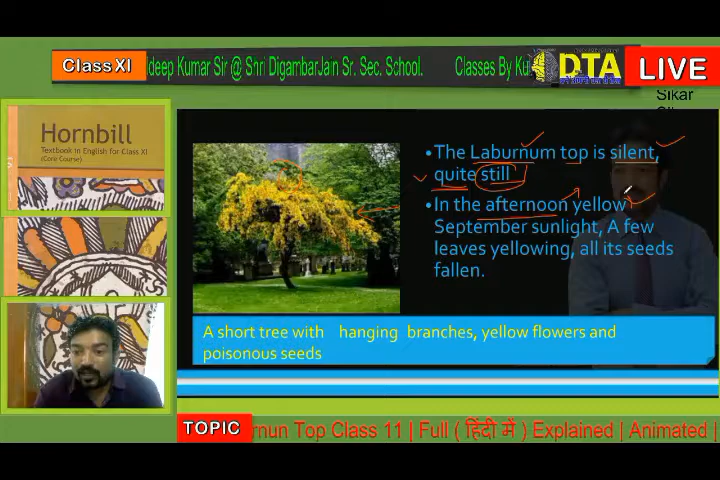 Class XI
deep Kumar Sir @ Shri DigambarJain Sr. Sec. School. Classes By Ku
DTA
LIVE
Sikar
Hornbill
Textbook in English for Class XI
(Core Course)
•The Laburnum top is silent,
quite still
•In the afternoon yellow
September sunlight, A few
leaves yellowing, all its seeds
fallen.
A short tree with hanging branches, yellow flowers and
poisonous seeds
TOPIC
rnun Top Class 11 | Full ( हिंदी में ) Explained | Animated |